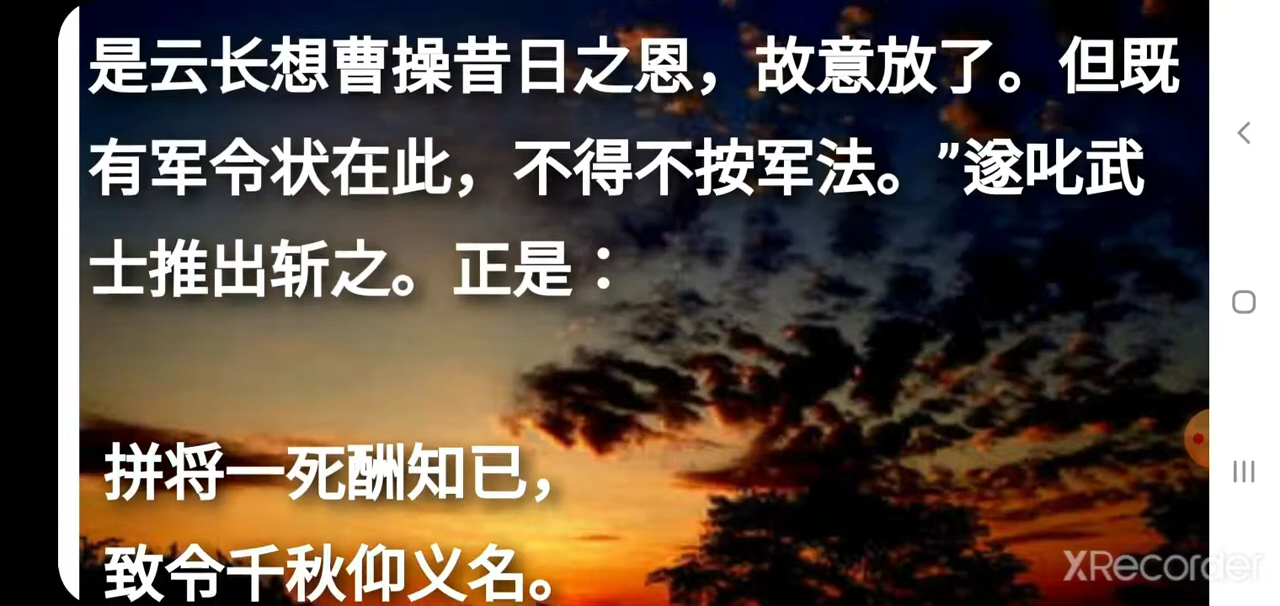 是云长想曹操昔日之恩，故意放了。但既
有军令状在此，不得不按军法。”遂叱武
士推出斩之。正是：
拼将一死酬知已，
致令千秋仰义名。
XRecorder